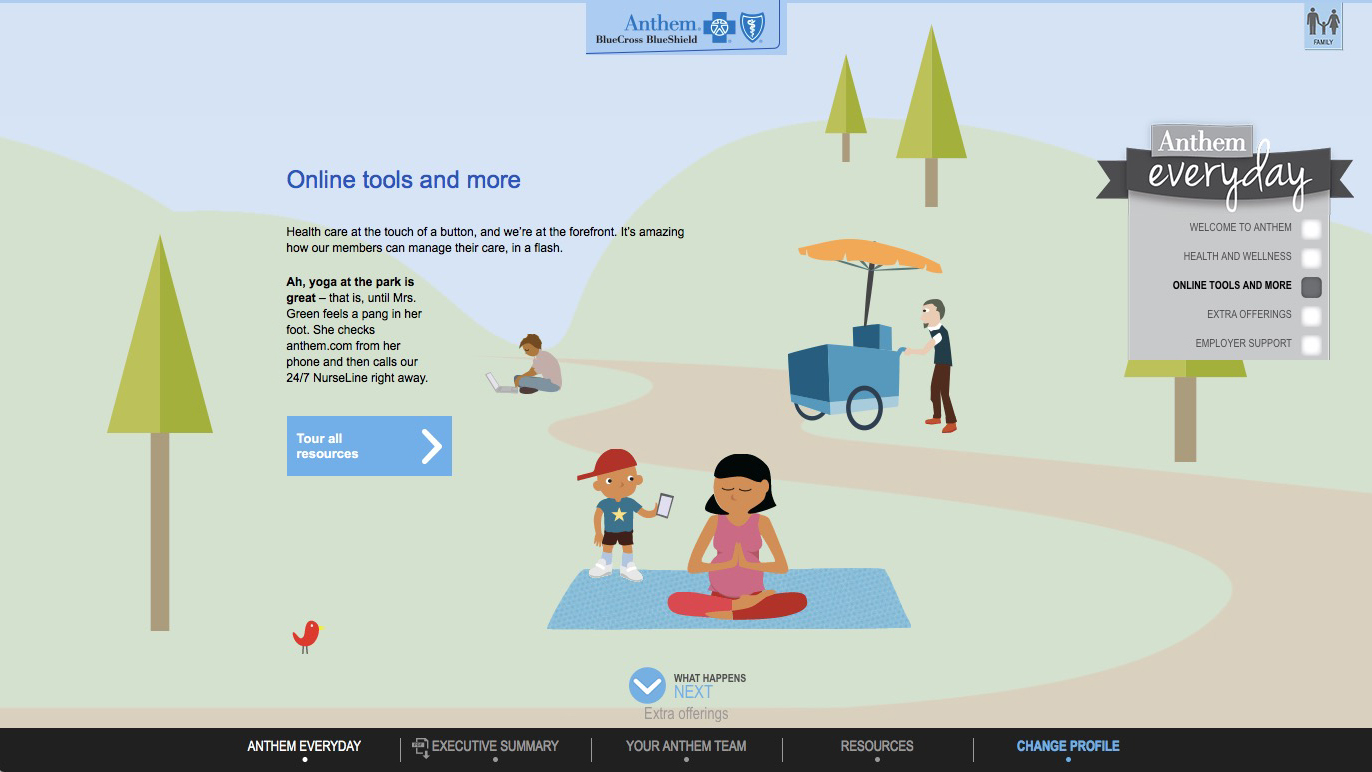 Anthem®
BlueCross BlueShield
FAMILY
Anthem
everyday
WELCOME TO ANTHEM
HEALTH AND WELLNESS
ONLINE TOOLS AND MORE
EXTRA OFFERINGS
EMPLOYER SUPPORT
Online tools and more
Health care at the touch of a button, and we’re at the forefront. It’s amazing
how our members can manage their care, in a flash.
Ah, yoga at the park is
great – that is, until Mrs.
Green feels a pang in her
foot. She checks
anthem.com from her
phone and then calls our
24/7 NurseLine right away.
Tour all
resources
WHAT HAPPENS
NEXT
Extra offerings
ANTHEM EVERYDAY
PDF
EXECUTIVE SUMMARY
YOUR ANTHEM TEAM
RESOURCES
CHANGE PROFILE